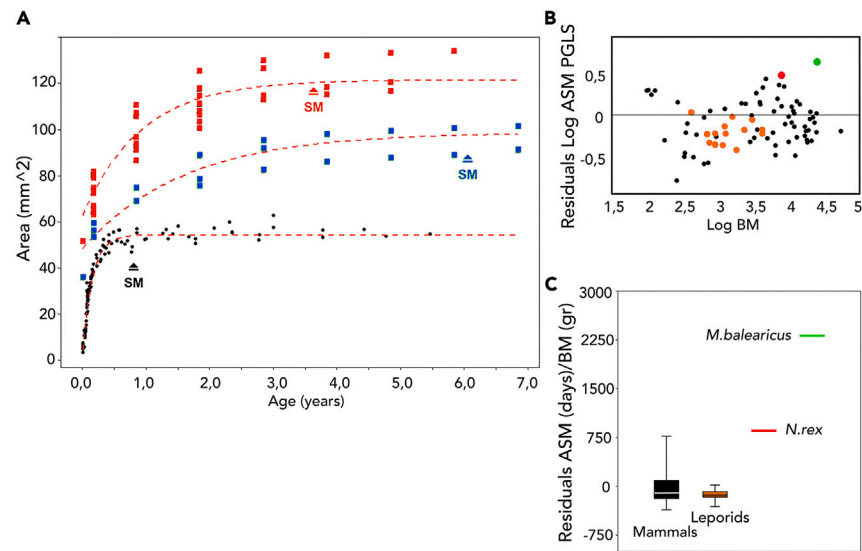 A
Area (mm^2)
120
100
80
60
40
20
0
SM
SM
SM
0,0 1,0 2,0 3,0 4,0 5,0 6,0 7,0
Age (years)
B
Residuals Log ASM PGLS
0,5
0
-0,5
1,5 2 2,5 3 3,5 4 4,5 5
Log BM
C
Residuals ASM (days)/BM (gr)
3000
2250
1500
750
0
-750
M.balearicus
N.rex
Leporids
Mammals